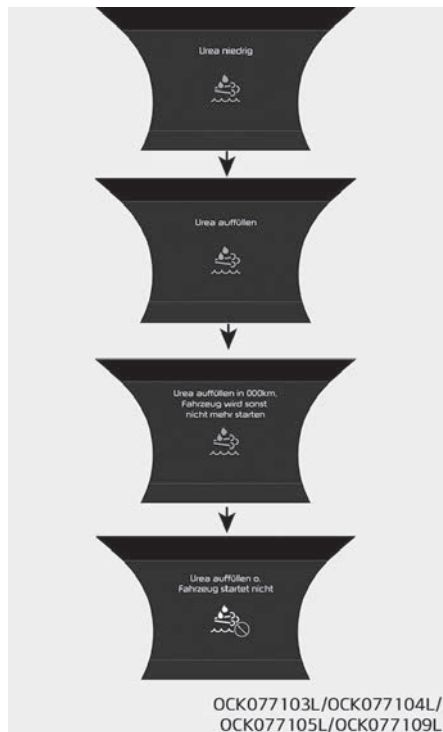 Urea niedrig
Urea auffüllen
Urea auffüllen in 000km,
Fahrzeug wird sonst
nicht mehr starten
Urea auffüllen o.
Fahrzeug startet nicht
OCK077103L/OCK077104L/
OCK077105L/OCK077109L